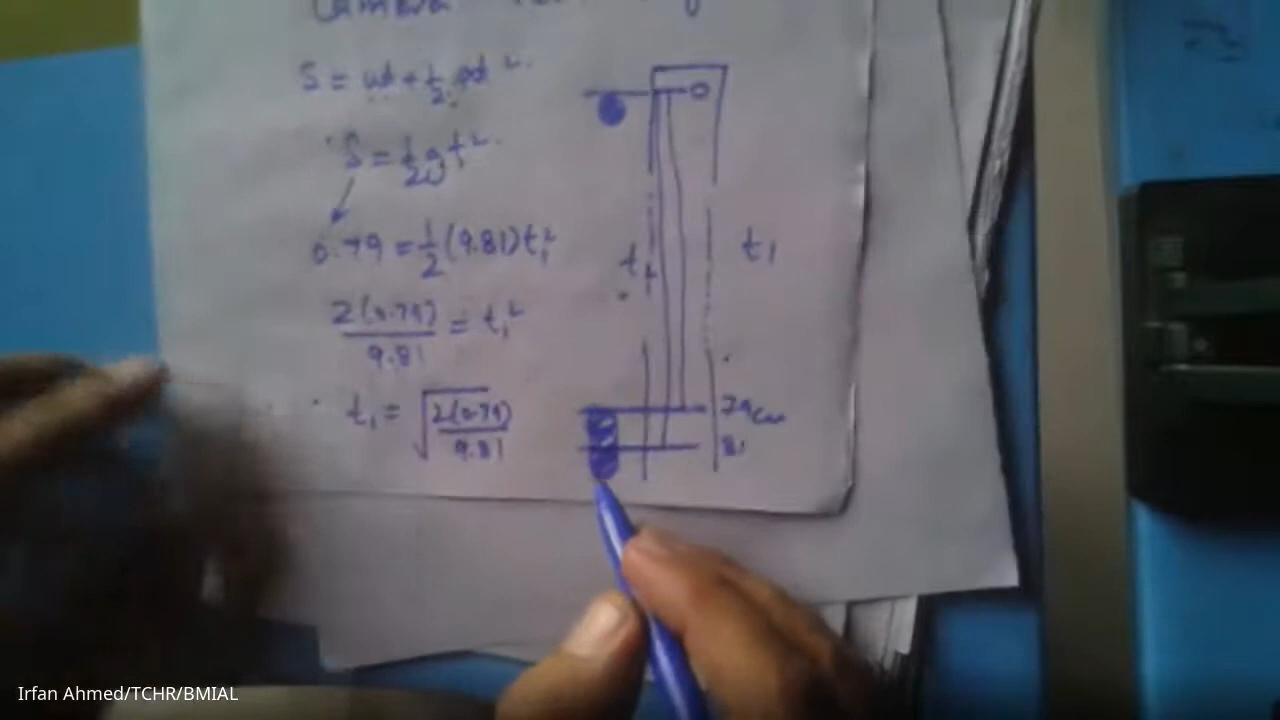 S = ut + 1/2 at²
S = 1/2 g t²
0.79 = 1/2 (9.81) t₁²
2(0.79)/9.81 = t₁²
t₁ = √(2(0.79)/9.81)
0
t₁
79cm
81
Irfan Ahmed/TCHR/BMIAL